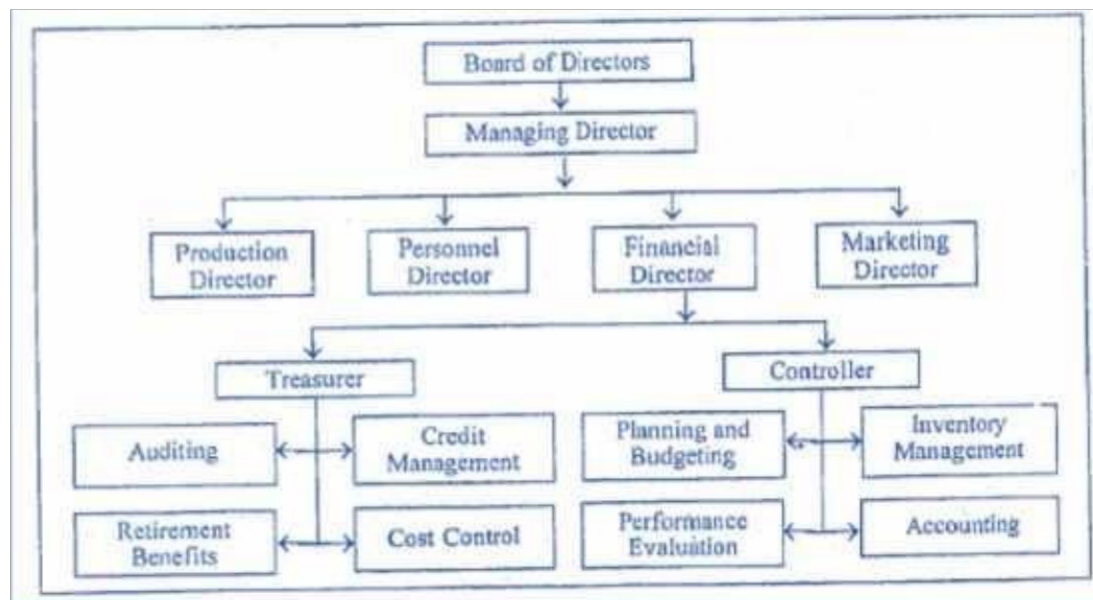 Board of Directors
Managing Director
Production
Director
Personnel
Director
Financial
Director
Marketing
Director
Treasurer
Controller
Auditing
Credit
Management
Planning and
Budgeting
Inventory
Management
Retirement
Benefits
Cost Control
Performance
Evaluation
Accounting